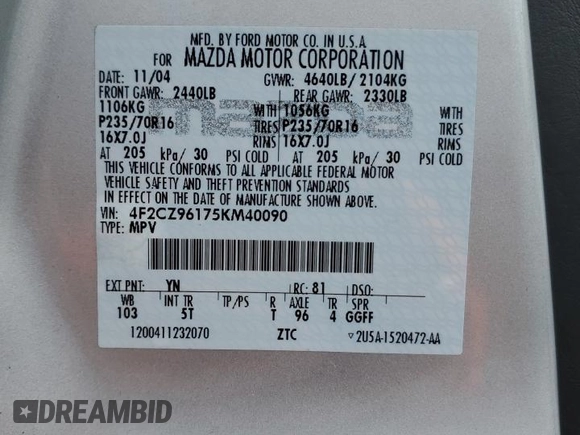 MFD. BY FORD MOTOR CO. IN U.S.A.
FOR MAZDA MOTOR CORPORATION
DATE: 11/04 GVWR: 4640LB/ 2104KG
FRONT GAWR: 2440LB REAR GAWR: 2330LB
1106KG WITH 1056KG WITH
P235/70R16 TIRES P235/70R16 TIRES
16X7.0J RIMS 16X7.0J RIMS
AT 205 kPa/ 30 PSI COLD AT 205 kPa/ 30 PSI COLD
THIS VEHICLE CONFORMS TO ALL APPLICABLE FEDERAL MOTOR
VEHICLE SAFETY AND THEFT PREVENTION STANDARDS
IN EFFECT ON THE DATE OF MANUFACTURE SHOWN ABOVE.
VIN: 4F2CZ96175KM40090
TYPE: MPV
mazda
EXT PNT: YN RC: 81 DSO:
WB INT TR TP/PS R AXLE TR SPR
103 5T T 96 4 GGFF
1200411232070 ZTC ▽2U5A-1520472-AA
DREAMBID